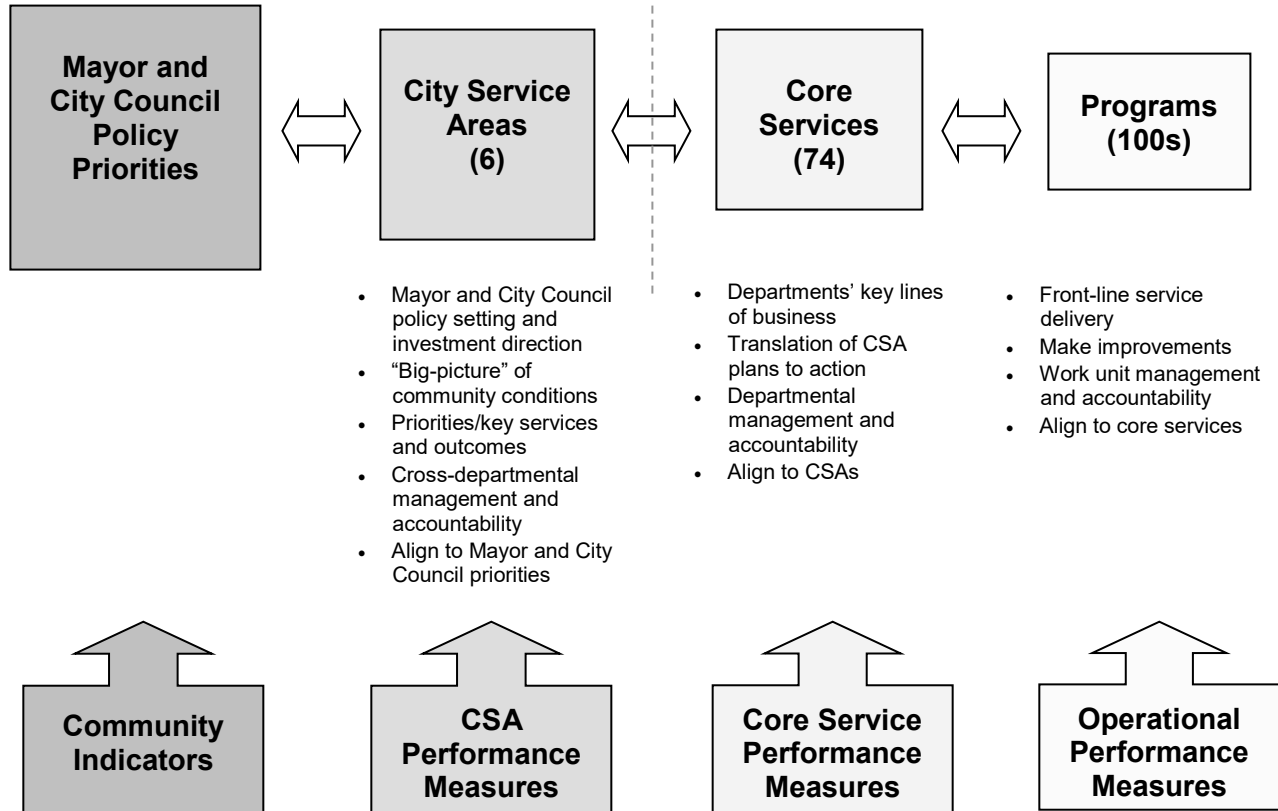 Mayor and
City Council
Policy
Priorities
City Service
Areas
(6)
Core
Services
(74)
Programs
(100s)
• Mayor and City Council
policy setting and
investment direction
• “Big-picture” of
community conditions
• Priorities/key services
and outcomes
• Cross-departmental
management and
accountability
• Align to Mayor and City
Council priorities
• Departments’ key lines
of business
• Translation of CSA
plans to action
• Departmental
management and
accountability
• Align to CSAs
• Front-line service
delivery
• Make improvements
• Work unit management
and accountability
• Align to core services
Community
Indicators
CSA
Performance
Measures
Core Service
Performance
Measures
Operational
Performance
Measures